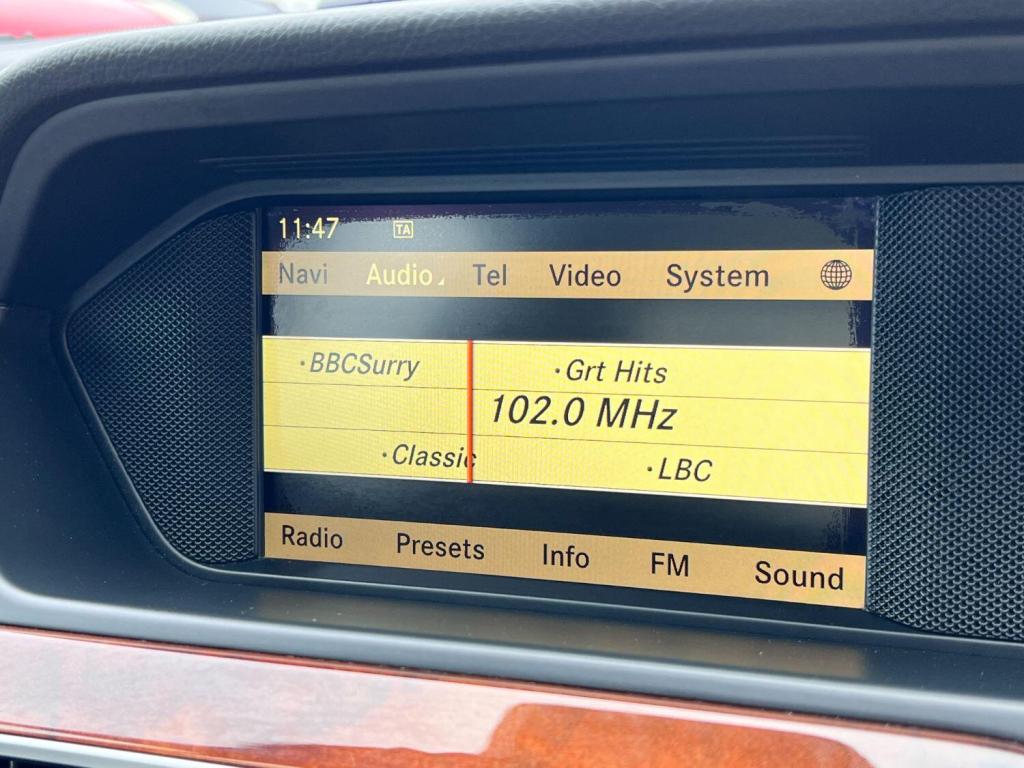 11:47 TA
Navi Audio Tel Video System
·BBCSurry ·Grt Hits
102.0 MHz
·Classic ·LBC
Radio Presets Info FM Sound